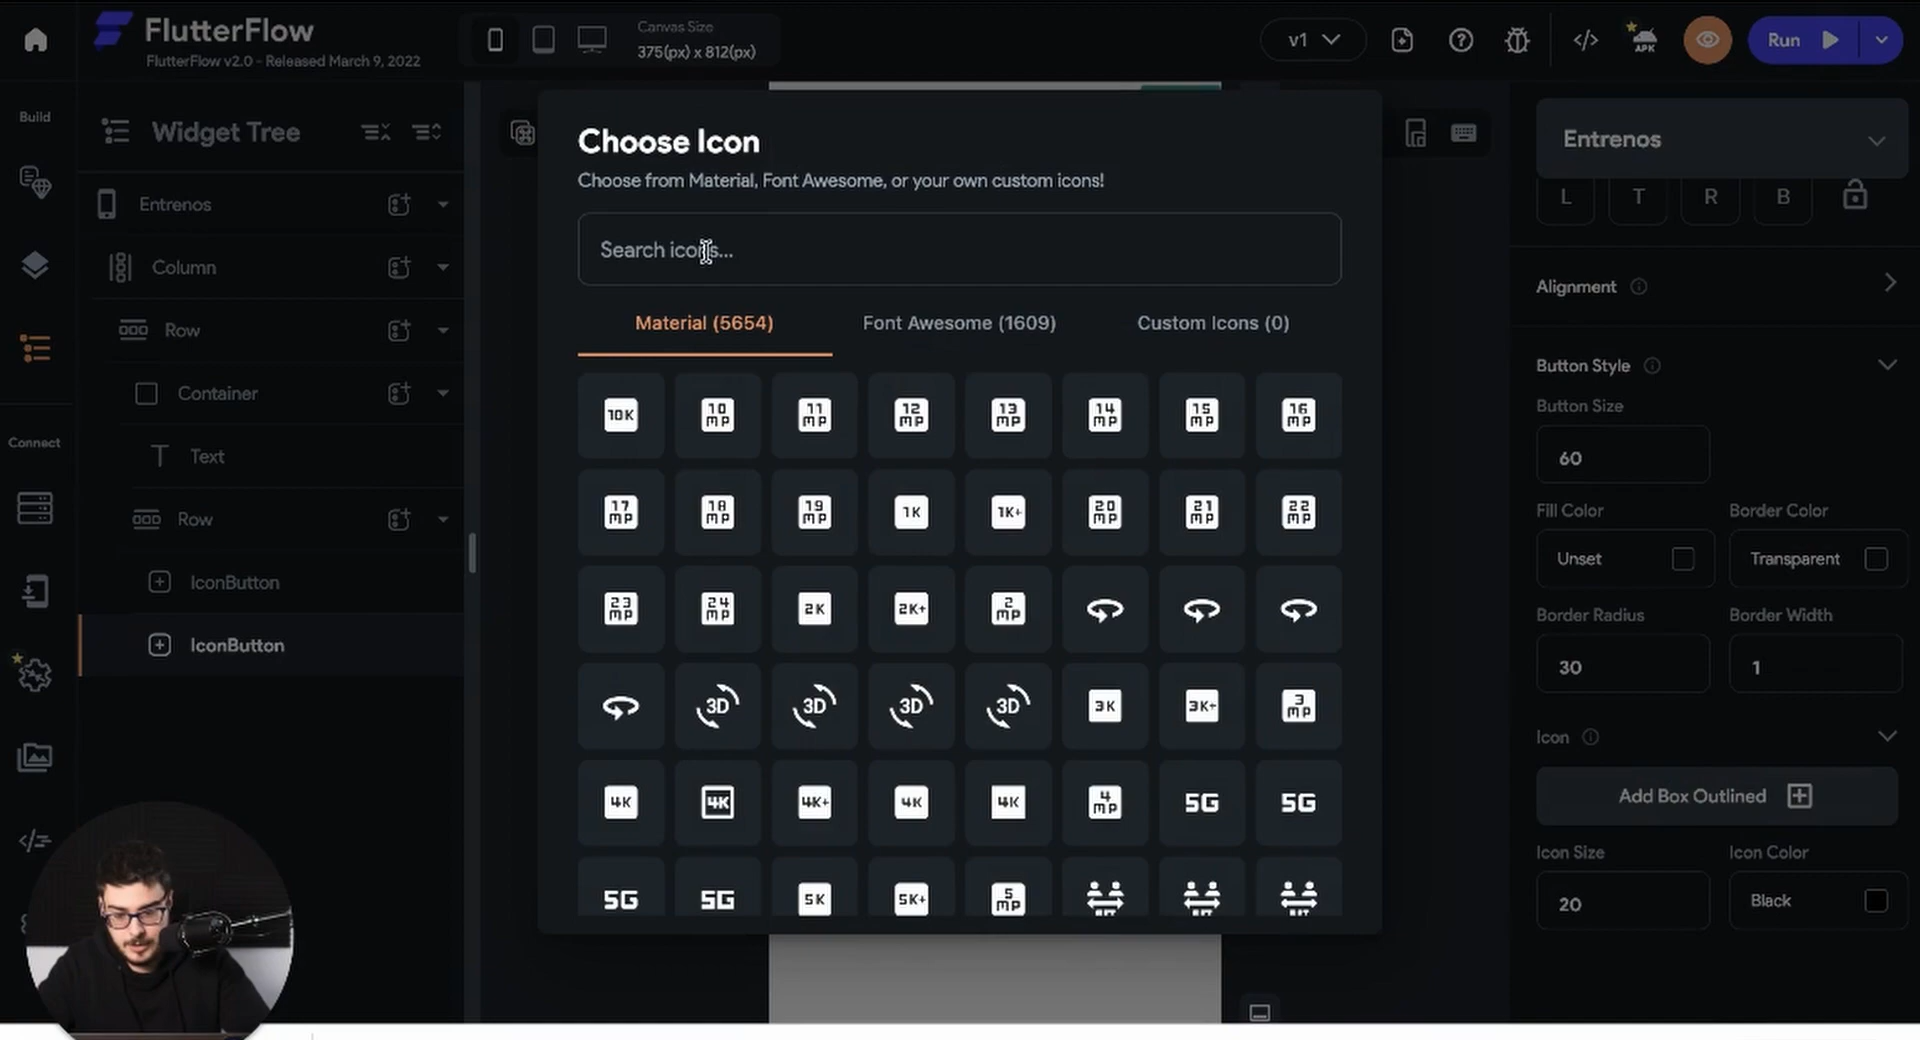 FlutterFlow
FlutterFlow v2.0 - Released March 9, 2022
Canvas Size
375(px) x 812(px)
v1
APK
Run
Build
Widget Tree
Entrenos
Column
Row
Container
Text
Row
IconButton
IconButton
Connect
Choose Icon
Choose from Material, Font Awesome, or your own custom icons!
Search icons...
Material (5654)
Font Awesome (1609)
Custom Icons (0)
10K
10 MP
11 MP
12 MP
13 MP
14 MP
15 MP
16 MP
17 MP
18 MP
19 MP
1K
1K+
20 MP
21 MP
22 MP
23 MP
24 MP
2K
2K+
2 MP
3D
3D
3D
3D
3K
3K+
3 MP
4K
4K
4K+
4K
4K
4 MP
5G
5G
5G
5G
5K
5K+
5 MP
Entrenos
L
T
R
B
Alignment
Button Style
Button Size
60
Fill Color
Border Color
Unset
Transparent
Border Radius
Border Width
30
1
Icon
Add Box Outlined
Icon Size
Icon Color
20
Black